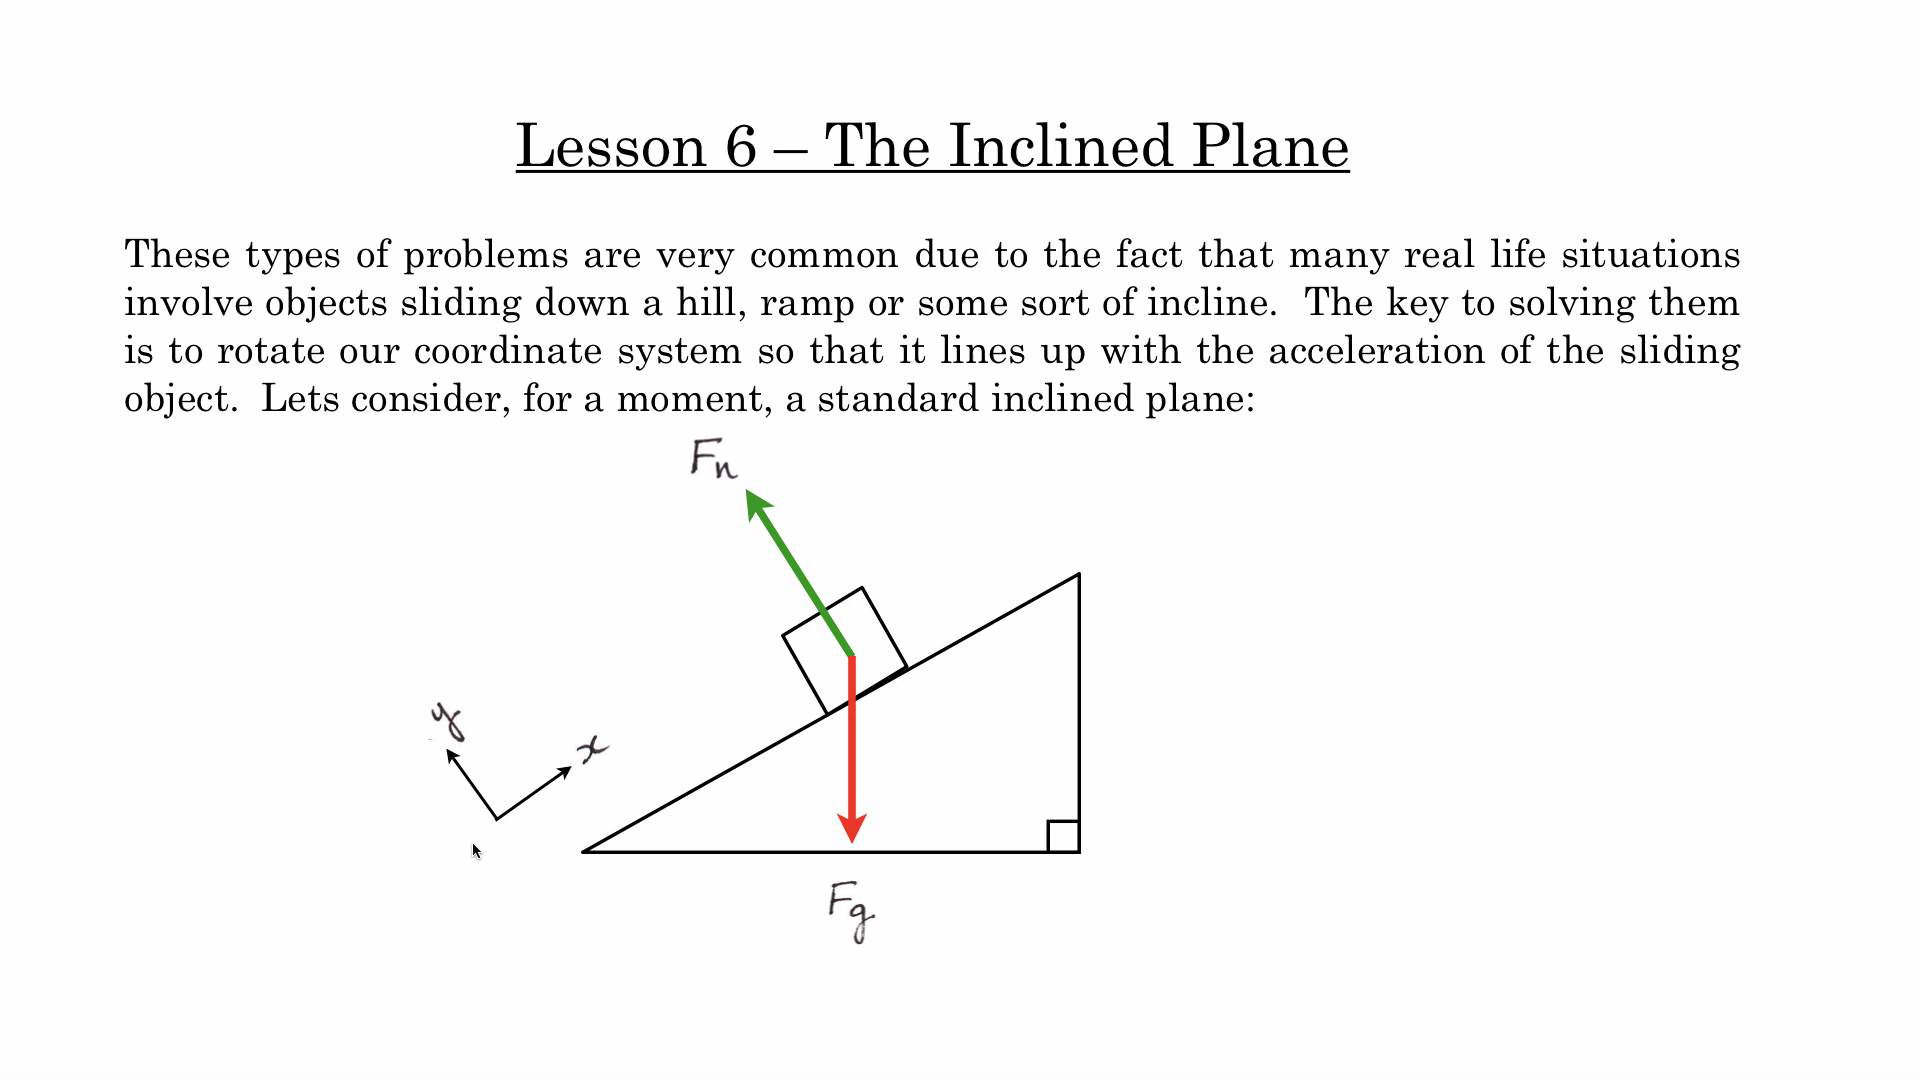 Lesson 6 – The Inclined Plane
These types of problems are very common due to the fact that many real life situations
involve objects sliding down a hill, ramp or some sort of incline. The key to solving them
is to rotate our coordinate system so that it lines up with the acceleration of the sliding
object. Lets consider, for a moment, a standard inclined plane:
Fn
y
x
Fg